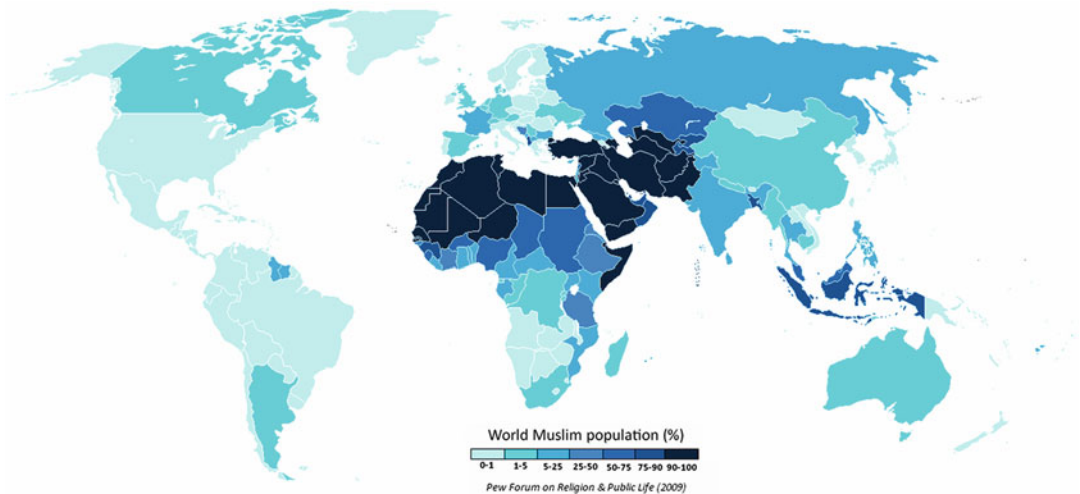 World Muslim population (%)
0-1 1-5 5-25 25-50 50-75 75-90 90-100
Pew Forum on Religion & Public Life (2009)